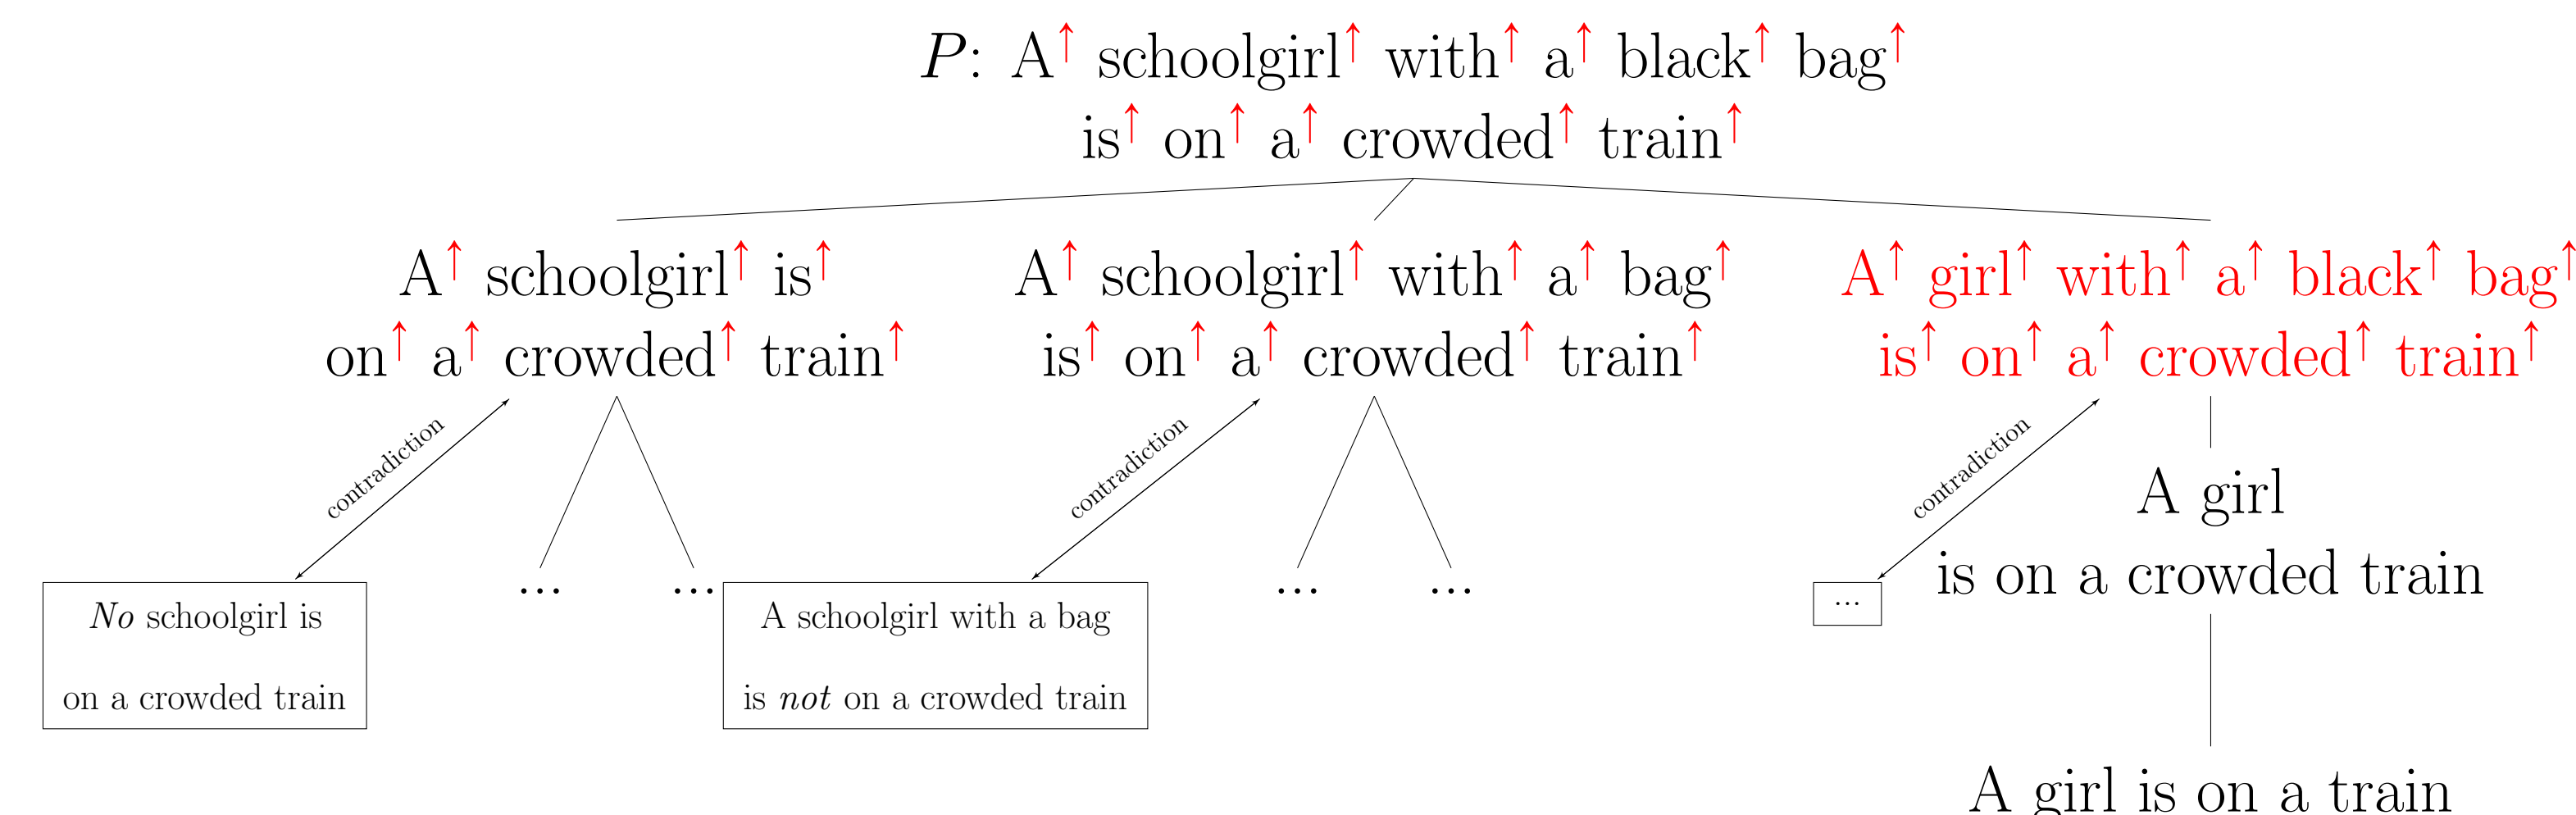 P: A↑ schoolgirl↑ with↑ a↑ black↑ bag↑
is↑ on↑ a↑ crowded↑ train↑
A↑ schoolgirl↑ is↑
on↑ a↑ crowded↑ train↑
A↑ schoolgirl↑ with↑ a↑ bag↑
is↑ on↑ a↑ crowded↑ train↑
A↑ girl↑ with↑ a↑ black↑ bag↑
is↑ on↑ a↑ crowded↑ train↑
contradiction
contradiction
contradiction
No schoolgirl is
on a crowded train
...
...
A schoolgirl with a bag
is not on a crowded train
...
...
...
A girl
is on a crowded train
A girl is on a train